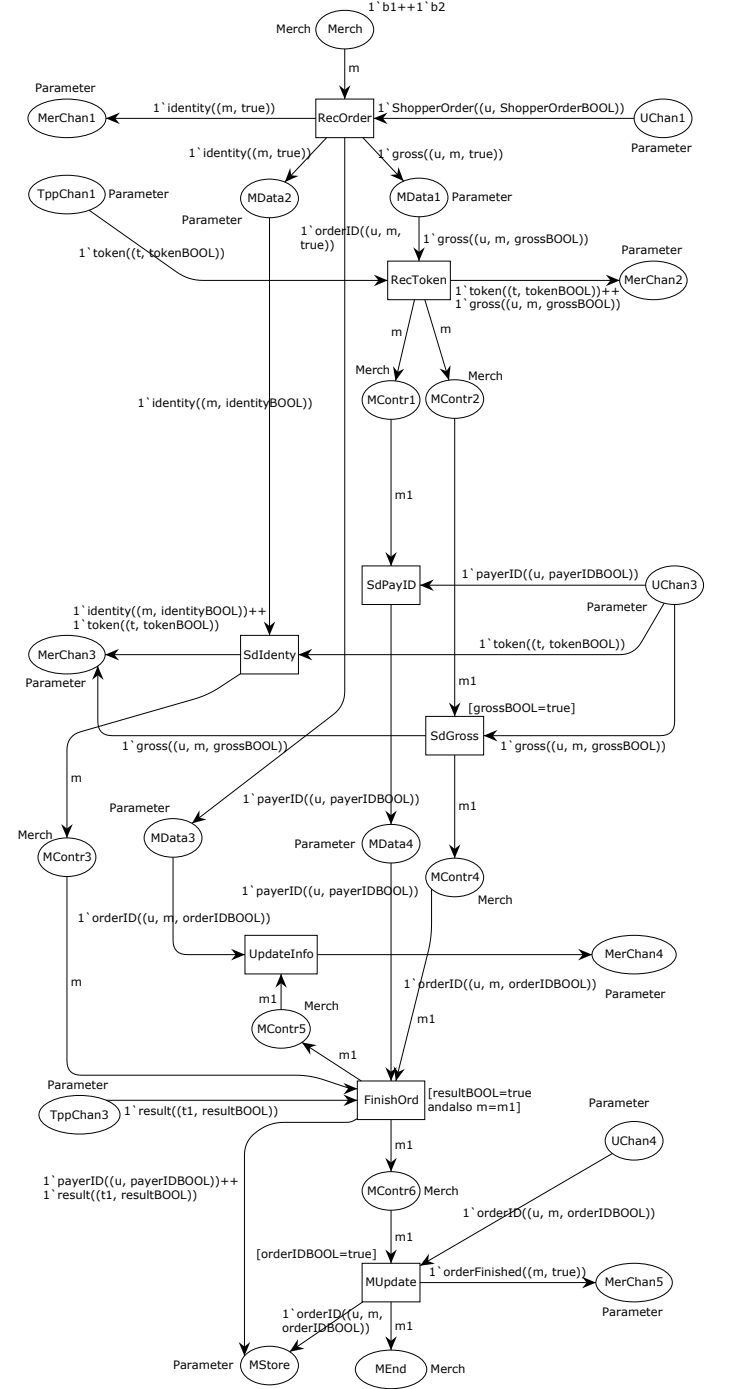 1`b1++1`b2
Merch
Merch
m
Parameter
1`identity((m, true))
1`ShopperOrder((u, ShopperOrderBOOL))
MerChan1
RecOrder
UChan1
Parameter
1`identity((m, true))
1`gross((u, m, true))
TppChan1
Parameter
MData2
MData1
Parameter
Parameter
1`orderID((u, m,
true))
1`gross((u, m, grossBOOL))
1`token((t, tokenBOOL))
Parameter
RecToken
MerChan2
1`token((t, tokenBOOL))++
1`gross((u, m, grossBOOL))
m
m
Merch
Merch
MContr1
MContr2
1`identity((m, identityBOOL))
m1
1`payerID((u, payerIDBOOL))
SdPayID
UChan3
Parameter
1`identity((m, identityBOOL))++
1`token((t, tokenBOOL))
1`token((t, tokenBOOL))
MerChan3
SdIdenty
Parameter
m1
[grossBOOL=true]
SdGross
1`gross((u, m, grossBOOL))
1`gross((u, m, grossBOOL))
m
1`payerID((u, payerIDBOOL))
m1
Parameter
Merch
MData3
Parameter
MData4
MContr3
MContr4
1`payerID((u, payerIDBOOL))
Merch
1`orderID((u, m, orderIDBOOL))
UpdateInfo
MerChan4
m
1`orderID((u, m, orderIDBOOL))
Parameter
m1
Merch
MContr5
m1
m1
Parameter
[resultBOOL=true
andalso m=m1]
FinishOrd
TppChan3
1`result((t1, resultBOOL))
Parameter
m1
UChan4
1`payerID((u, payerIDBOOL))++
1`result((t1, resultBOOL))
MContr6
Merch
1`orderID((u, m, orderIDBOOL))
m1
[orderIDBOOL=true]
1`orderFinished((m, true))
MUpdate
MerChan5
Parameter
1`orderID((u, m,
orderIDBOOL))
m1
Parameter
MStore
MEnd
Merch